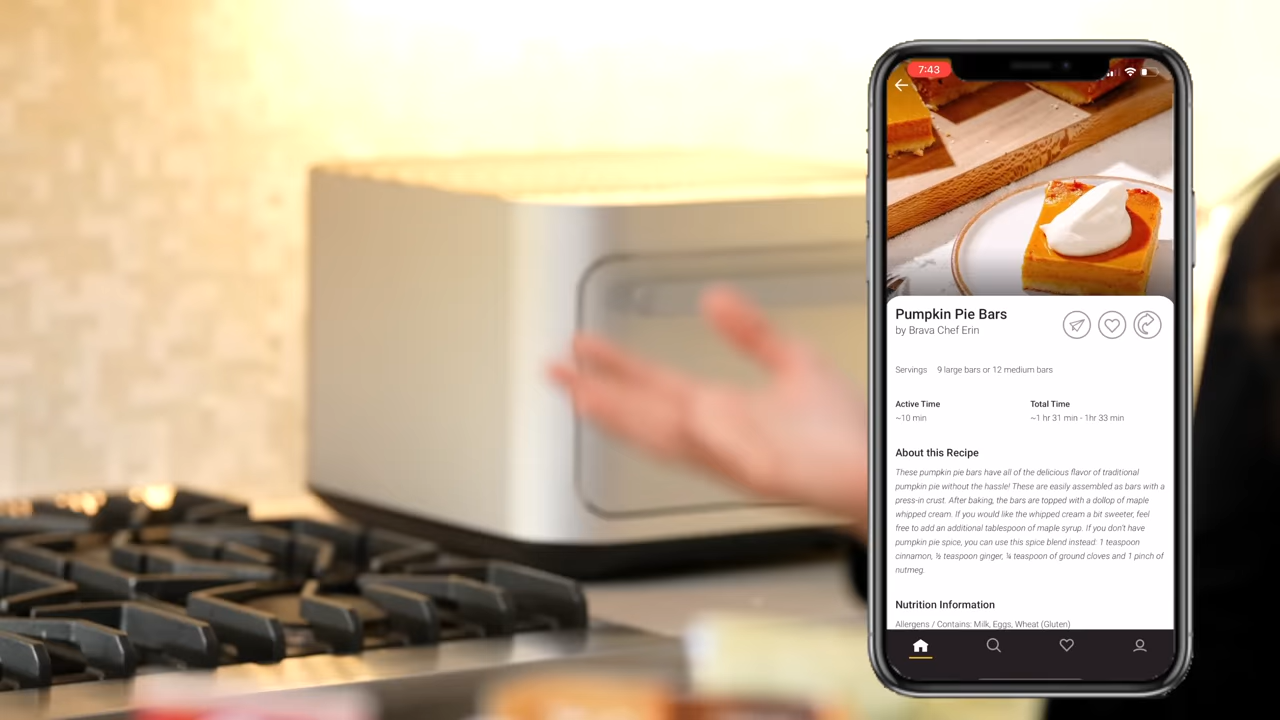 7:43
Pumpkin Pie Bars
by Brava Chef Erin
Servings 9 large bars or 12 medium bars
Active Time Total Time
~10 min ~1 hr 31 min - 1hr 33 min
About this Recipe
These pumpkin pie bars have all of the delicious flavor of traditional
pumpkin pie without the hassle! These are easily assembled as bars with a
press-in crust. After baking, the bars are topped with a dollop of maple
whipped cream. If you would like the whipped cream a bit sweeter, feel
free to add an additional tablespoon of maple syrup. If you don't have
pumpkin pie spice, you can use this spice blend instead: 1 teaspoon
cinnamon, ½ teaspoon ginger, ¼ teaspoon of ground cloves and 1 pinch of
nutmeg.
Nutrition Information
Allergens / Contains: Milk, Eggs, Wheat (Gluten)